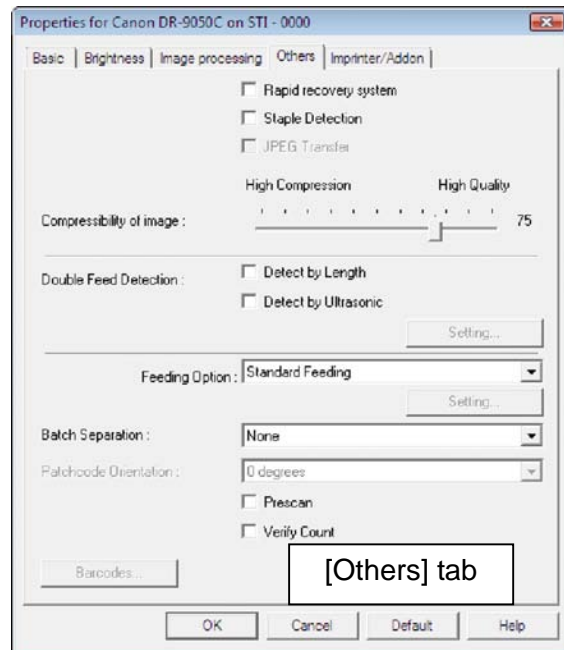 Properties for Canon DR-9050C on STI - 0000
Basic Brightness Image processing Others Imprinter/Addon
Rapid recovery system
Staple Detection
JPEG Transfer
High Compression High Quality
Compressibility of image : 75
Double Feed Detection : Detect by Length
Detect by Ultrasonic
Setting...
Feeding Option : Standard Feeding
Setting...
Batch Separation : None
Patchcode Orientation : 0 degrees
Prescan
Verify Count
Barcodes...
[Others] tab
OK Cancel Default Help